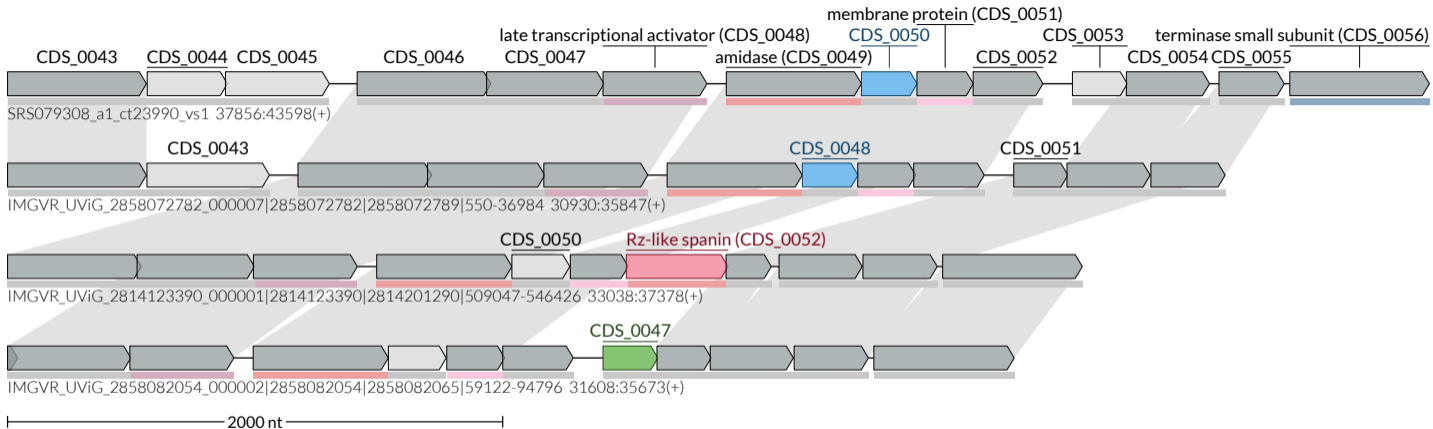 membrane protein (CDS_0051)
late transcriptional activator (CDS_0048) CDS_0050 CDS_0053 terminase small subunit (CDS_0056)
CDS_0043 CDS_0044 CDS_0045 CDS_0046 CDS_0047 amidase (CDS_0049) CDS_0052 CDS_0054 CDS_0055
SRS079308_a1_ct23990_vs1 37856:43598(+)
CDS_0043 CDS_0048 CDS_0051
IMGVR_UViG_2858072782_000007|2858072782|2858072789|550-36984 30930:35847(+)
CDS_0050 Rz-like spanin (CDS_0052)
IMGVR_UViG_2814123390_000001|2814123390|2814201290|509047-546426 33038:37378(+)
CDS_0047
IMGVR_UViG_2858082054_000002|2858082054|2858082065|59122-94796 31608:35673(+)
2000 nt